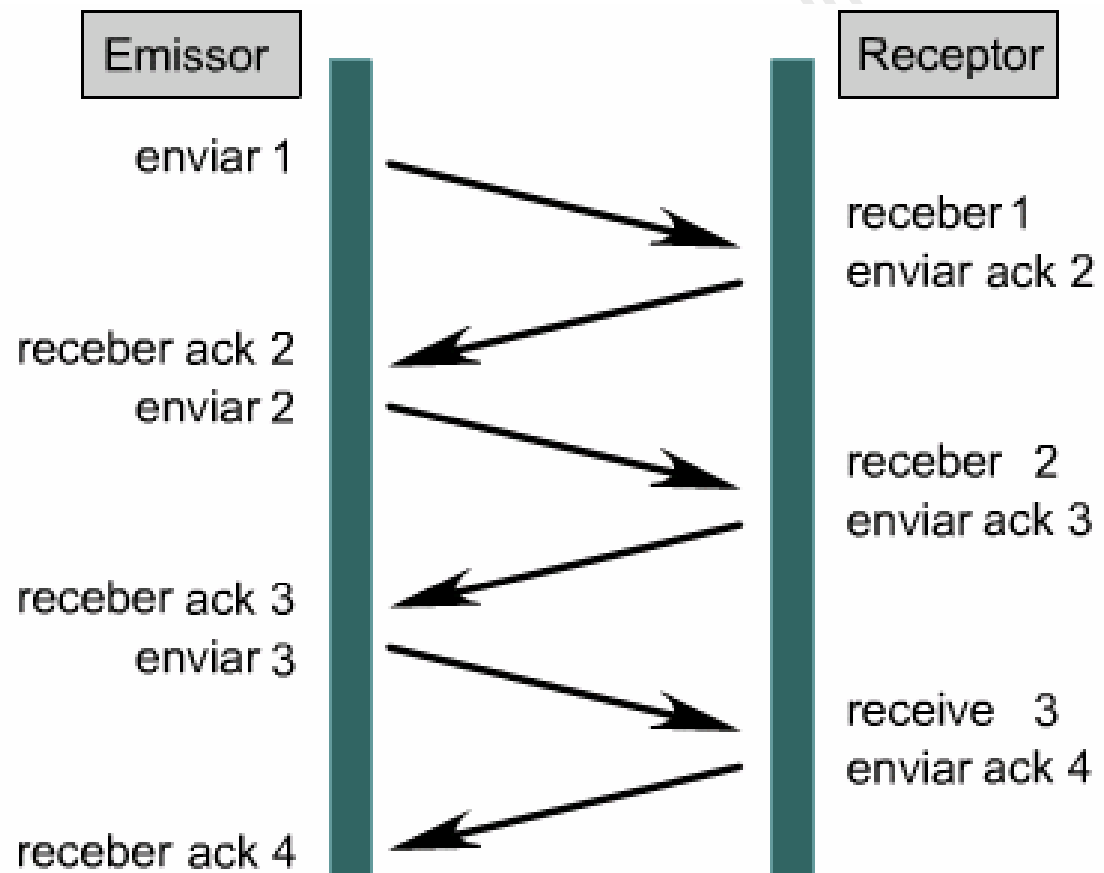 Emissor
Receptor
enviar 1
receber 1
enviar ack 2
receber ack 2
enviar 2
receber 2
enviar ack 3
receber ack 3
enviar 3
receive 3
enviar ack 4
receber ack 4